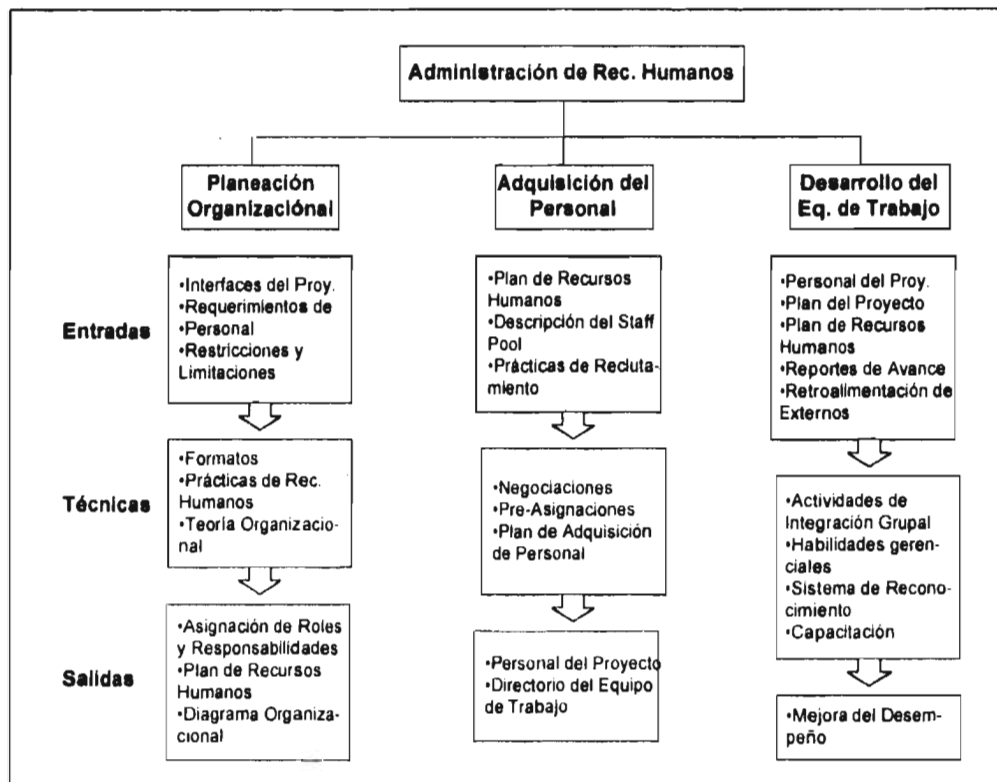 Administración de Rec. Humanos
Planeación
Organizaciónal
Adquisición del
Personal
Desarrollo del
Eq. de Trabajo
Entradas
•Interfaces del Proy.
•Requerimientos de
•Personal
•Restricciones y
Limitaciones
•Plan de Recursos
Humanos
•Descripción del Staff
Pool
•Prácticas de Recluta-
miento
•Personal del Proy.
•Plan del Proyecto
•Plan de Recursos
Humanos
•Reportes de Avance
•Retroalimentación de
Externos
Técnicas
•Formatos
•Prácticas de Rec.
Humanos
•Teoría Organizacio-
nal
•Negociaciones
•Pre-Asignaciones
•Plan de Adquisición
de Personal
•Actividades de
Integración Grupal
•Habilidades geren-
ciales
•Sistema de Recono-
cimiento
•Capacitación
Salidas
•Asignación de Roles
y Responsabilidades
•Plan de Recursos
Humanos
•Diagrama Organiza-
cional
•Personal del Proyecto
•Directorio del Equipo
de Trabajo
•Mejora del Desem-
peño